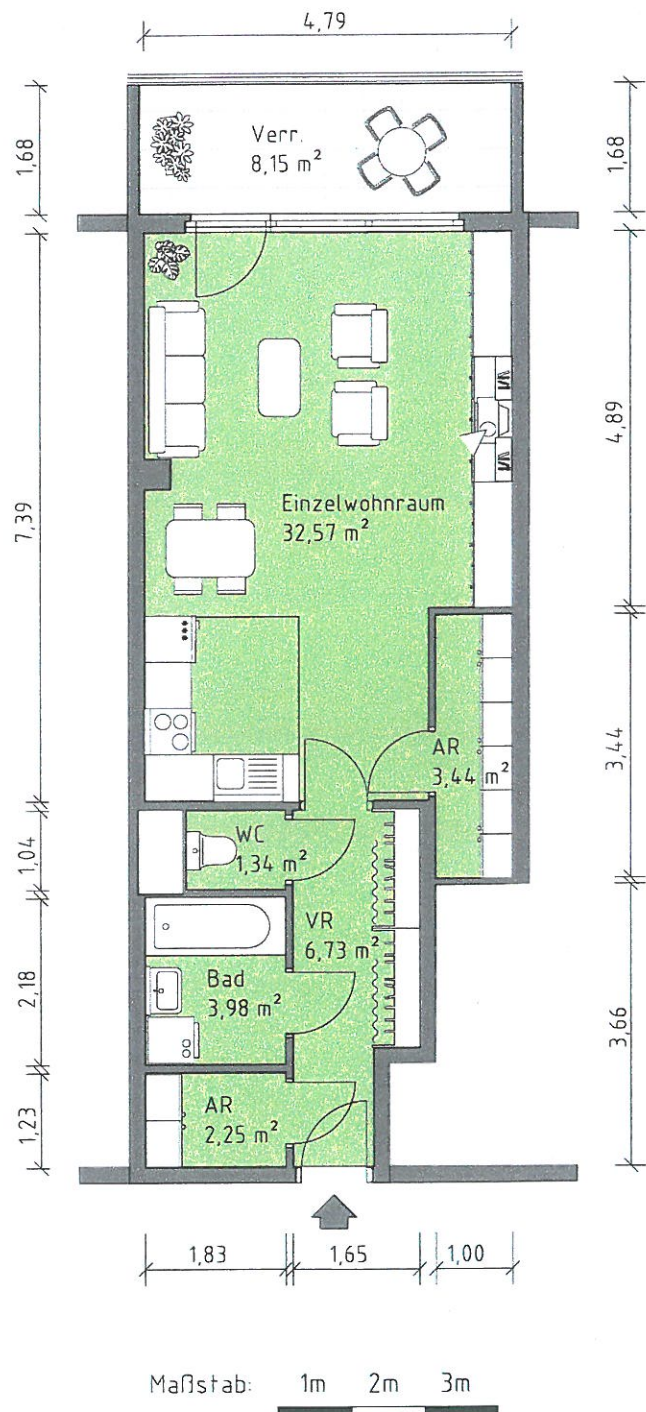 4,79
1,68
Verr.
8,15 m²
1,68
7,39
4,89
Einzelwohnraum
32,57 m²
AR
3,44 m²
3,44
1,04
WC
1,34 m²
VR
6,73 m²
2,18
Bad
3,98 m²
3,66
1,23
AR
2,25 m²
1,83
1,65
1,00
Maßstab: 1m 2m 3m